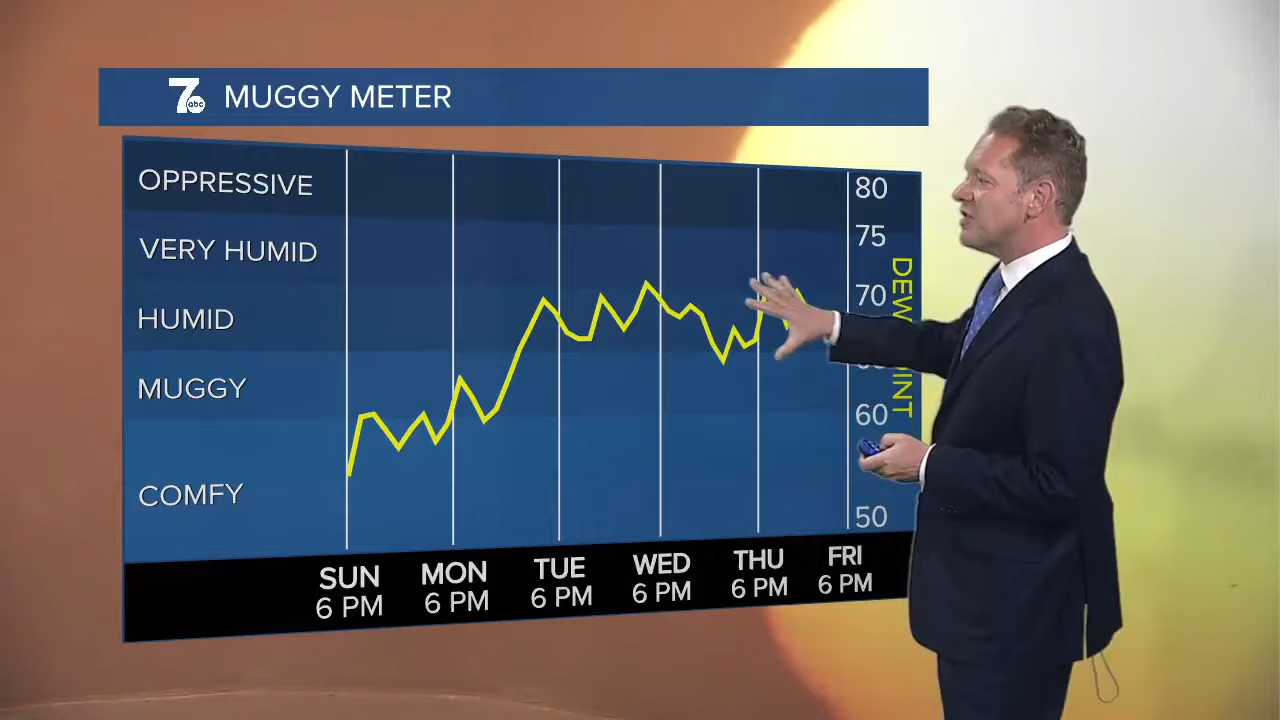 7 abc MUGGY METER
OPPRESSIVE
VERY HUMID
HUMID
MUGGY
COMFY
80
75
70
60
50
DEW
SUN
6 PM
MON
6 PM
TUE
6 PM
WED
6 PM
THU
6 PM
FRI
6 PM